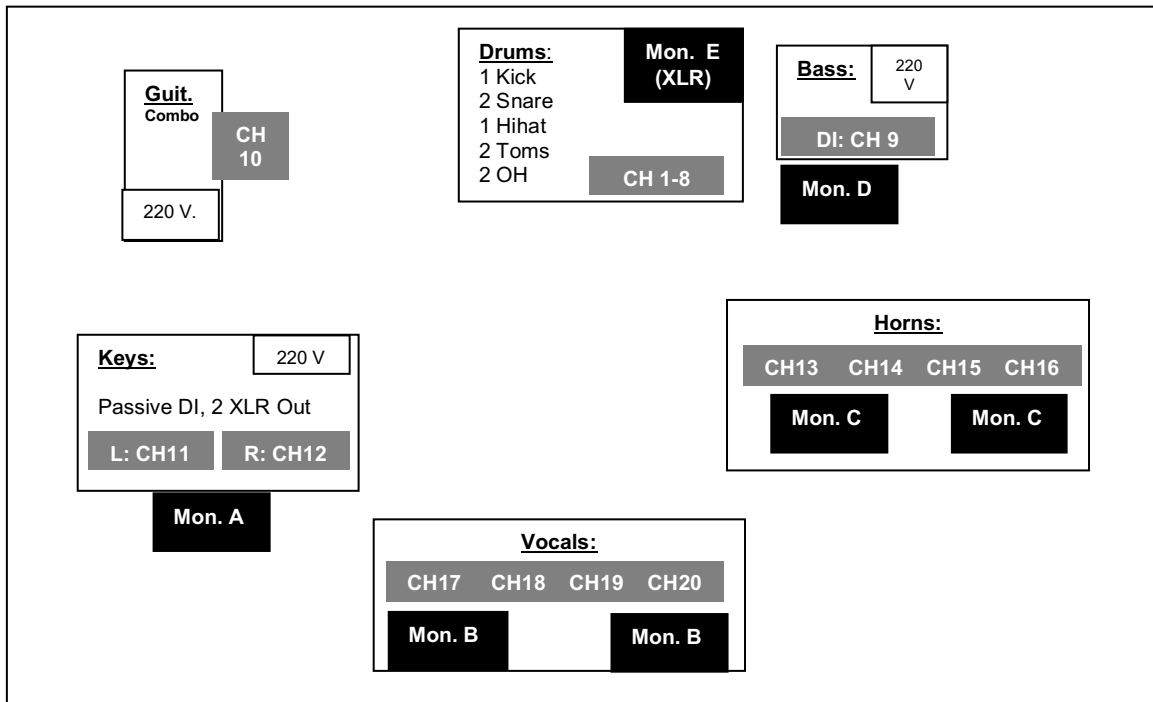 Guit.
Combo
CH
10
220 V.
Drums:
1 Kick
2 Snare
1 Hihat
2 Toms
2 OH
Mon. E
(XLR)
CH 1-8
Bass:
220
V
DI: CH 9
Mon. D
Keys:
220 V
Passive DI, 2 XLR Out
L: CH11
R: CH12
Mon. A
Horns:
CH13 CH14 CH15 CH16
Mon. C
Mon. C
Vocals:
CH17 CH18 CH19 CH20
Mon. B
Mon. B